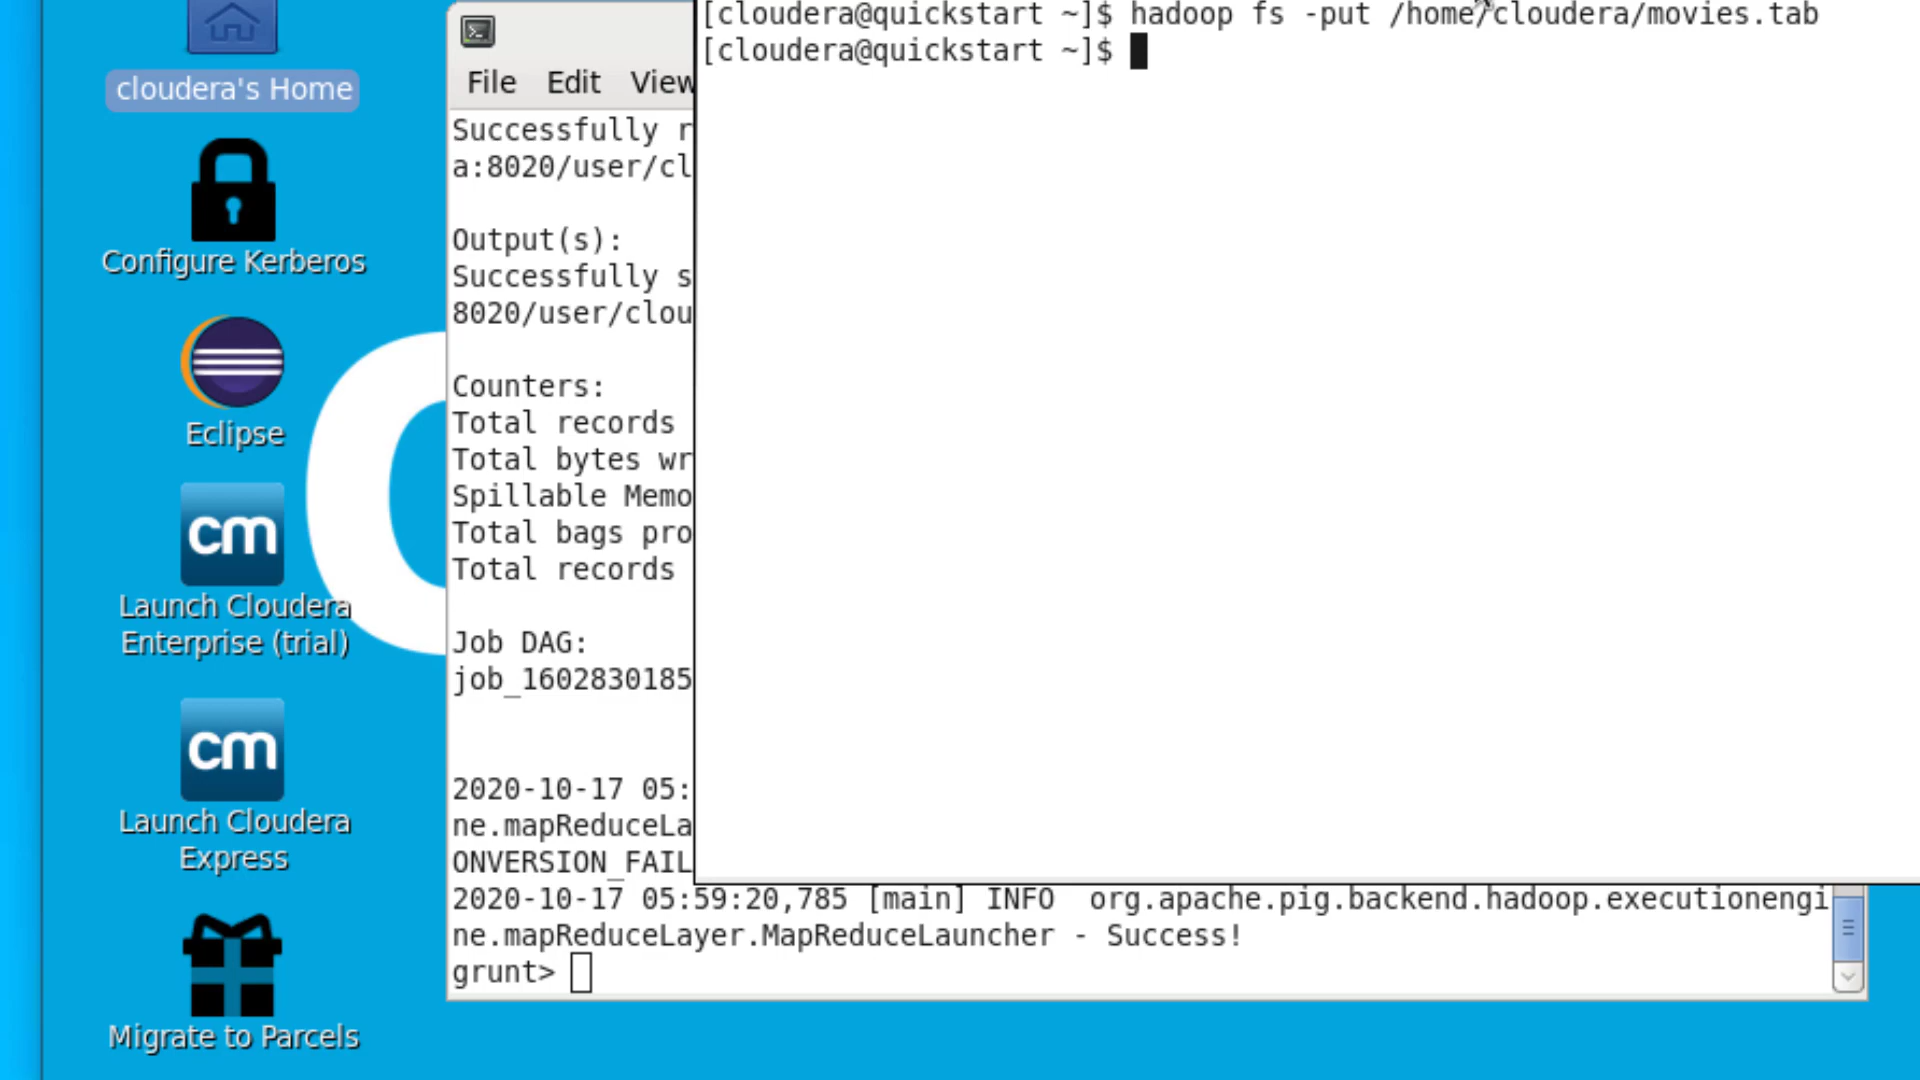 cloudera's Home
Configure Kerberos
Eclipse
cm
Launch Cloudera
Enterprise (trial)
cm
Launch Cloudera
Express
Migrate to Parcels
File Edit View
Successfully r
a:8020/user/cl
Output(s):
Successfully s
8020/user/clou
Counters:
Total records
Total bytes wr
Spillable Memo
Total bags pro
Total records
Job DAG:
job_1602830185
2020-10-17 05:
ne.mapReduceLa
ONVERSION_FAIL
2020-10-17 05:59:20,785 [main] INFO  org.apache.pig.backend.hadoop.executionengi
ne.mapReduceLayer.MapReduceLauncher - Success!
grunt>
[cloudera@quickstart ~]$ hadoop fs -put /home/cloudera/movies.tab
[cloudera@quickstart ~]$